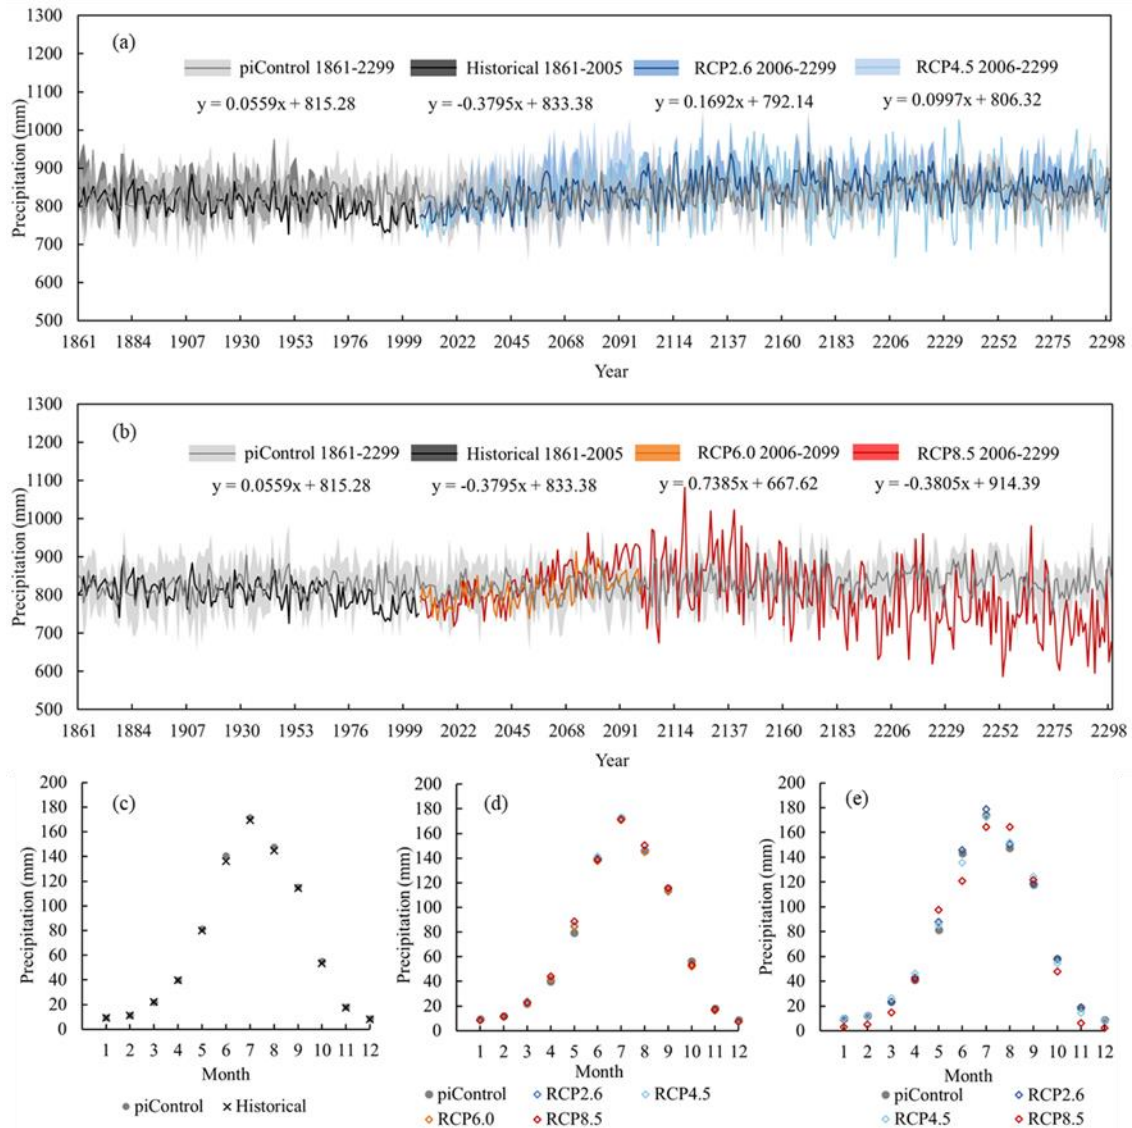 (a)
piControl 1861-2299 Historical 1861-2005 RCP2.6 2006-2299 RCP4.5 2006-2299
y = 0.0559x + 815.28 y = -0.3795x + 833.38 y = 0.1692x + 792.14 y = 0.0997x + 806.32
Precipitation (mm)
1300
1200
1100
1000
900
800
700
600
500
1861 1884 1907 1930 1953 1976 1999 2022 2045 2068 2091 2114 2137 2160 2183 2206 2229 2252 2275 2298
Year
(b)
piControl 1861-2299 Historical 1861-2005 RCP6.0 2006-2099 RCP8.5 2006-2299
y = 0.0559x + 815.28 y = -0.3795x + 833.38 y = 0.7385x + 667.62 y = -0.3805x + 914.39
Precipitation (mm)
1300
1200
1100
1000
900
800
700
600
500
1861 1884 1907 1930 1953 1976 1999 2022 2045 2068 2091 2114 2137 2160 2183 2206 2229 2252 2275 2298
Year
(c)
Precipitation (mm)
200
180
160
140
120
100
80
60
40
20
0
1 2 3 4 5 6 7 8 9 10 11 12
Month
piControl Historical
(d)
Precipitation (mm)
200
180
160
140
120
100
80
60
40
20
0
1 2 3 4 5 6 7 8 9 10 11 12
Month
piControl RCP2.6 RCP4.5
RCP6.0 RCP8.5
(e)
Precipitation (mm)
200
180
160
140
120
100
80
60
40
20
0
1 2 3 4 5 6 7 8 9 10 11 12
Month
piControl RCP2.6
RCP4.5 RCP8.5